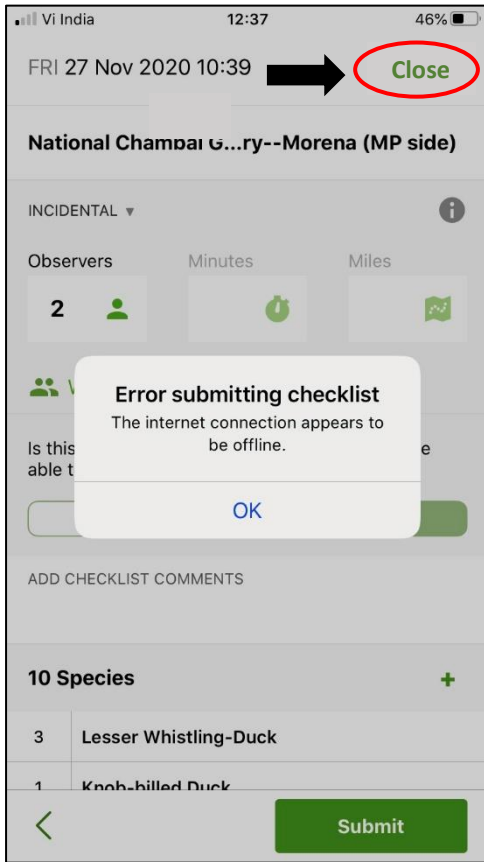 Vi India 12:37 46%
FRI 27 Nov 2020 10:39 Close
National Chambal G...ry--Morena (MP side)
INCIDENTAL
Observers Minutes Miles
2
Error submitting checklist
The internet connection appears to
be offline.
Is this e
able t
OK
ADD CHECKLIST COMMENTS
10 Species +
3 Lesser Whistling-Duck
1 Knob-billed Duck
Submit